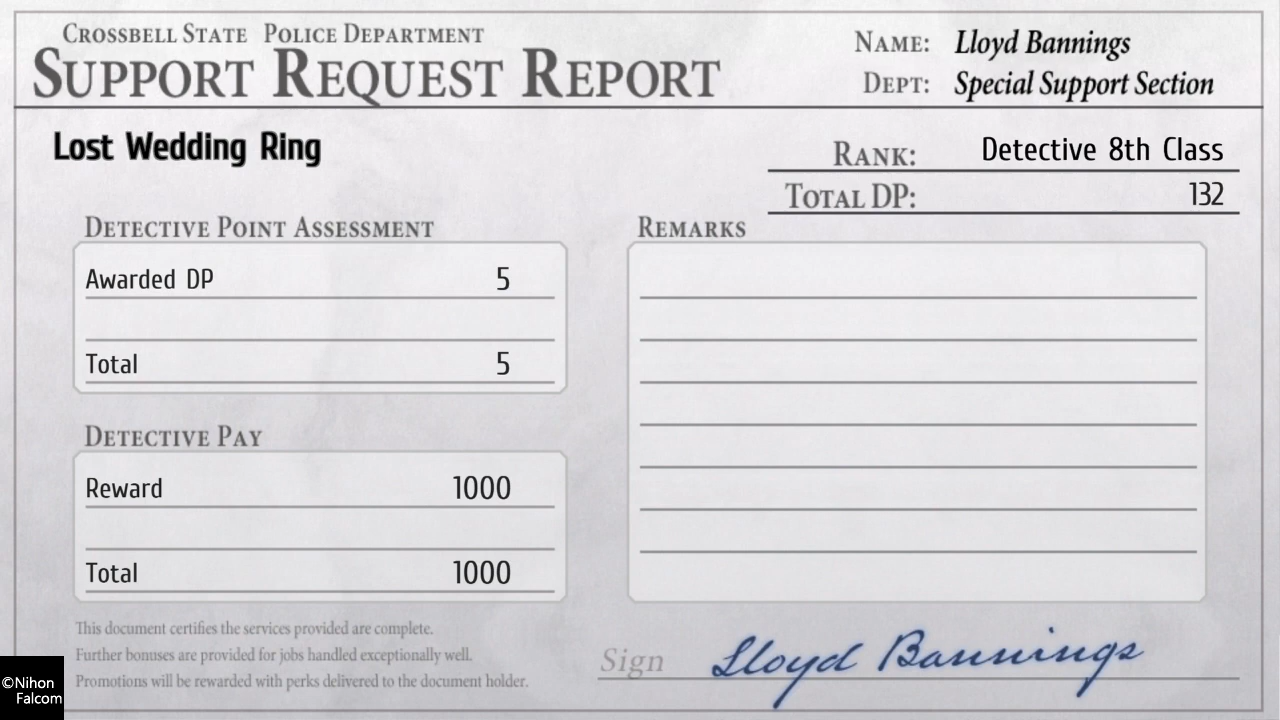 Crossbell State Police Department
Support Request Report
Name: Lloyd Bannings
Dept: Special Support Section
Lost Wedding Ring
Rank: Detective 8th Class
Total DP: 132
Detective Point Assessment
Awarded DP 5
Total 5
Remarks
Detective Pay
Reward 1000
Total 1000
This document certifies the services provided are complete.
Further bonuses are provided for jobs handled exceptionally well.
Promotions will be rewarded with perks delivered to the document holder.
Sign Lloyd Bannings
©Nihon
Falcom